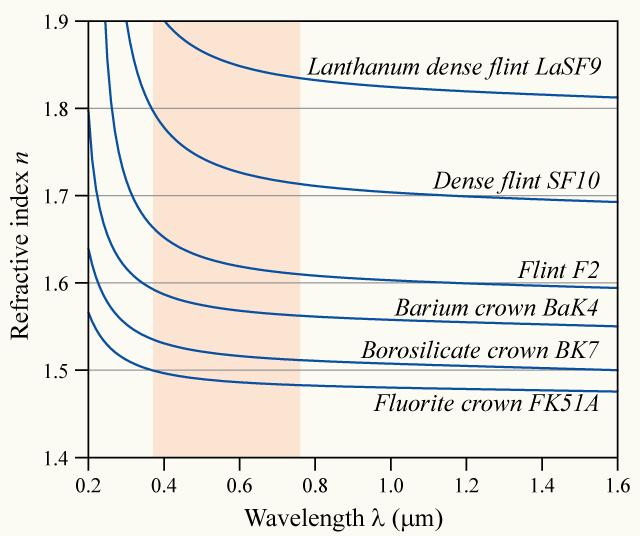 1.9
1.8
1.7
1.6
1.5
1.4
Refractive index n
Lanthanum dense flint LaSF9
Dense flint SF10
Flint F2
Barium crown BaK4
Borosilicate crown BK7
Fluorite crown FK51A
0.2 0.4 0.6 0.8 1.0 1.2 1.4 1.6
Wavelength λ (µm)